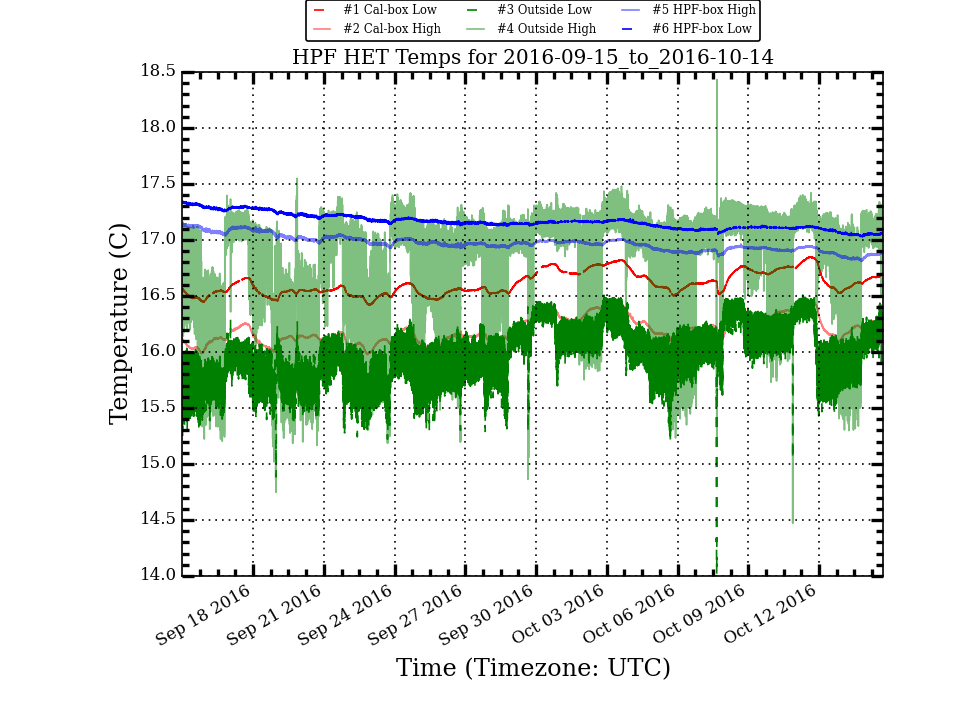 #1 Cal-box Low #3 Outside Low #5 HPF-box High
#2 Cal-box High #4 Outside High #6 HPF-box Low
HPF HET Temps for 2016-09-15_to_2016-10-14
18.5
18.0
17.5
17.0
16.5
16.0
15.5
15.0
14.5
14.0
Temperature (C)
Sep 18 2016 Sep 21 2016 Sep 24 2016 Sep 27 2016 Sep 30 2016 Oct 03 2016 Oct 06 2016 Oct 09 2016 Oct 12 2016
Time (Timezone: UTC)